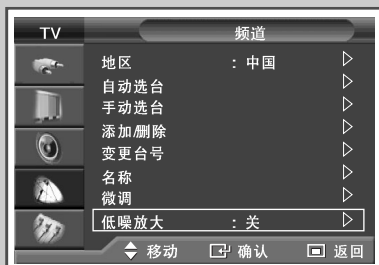 TV 频道
地区 : 中国
自动选台
手动选台
添加/删除
变更台号
名称
微调
低噪放大 : 关
移动 确认 返回